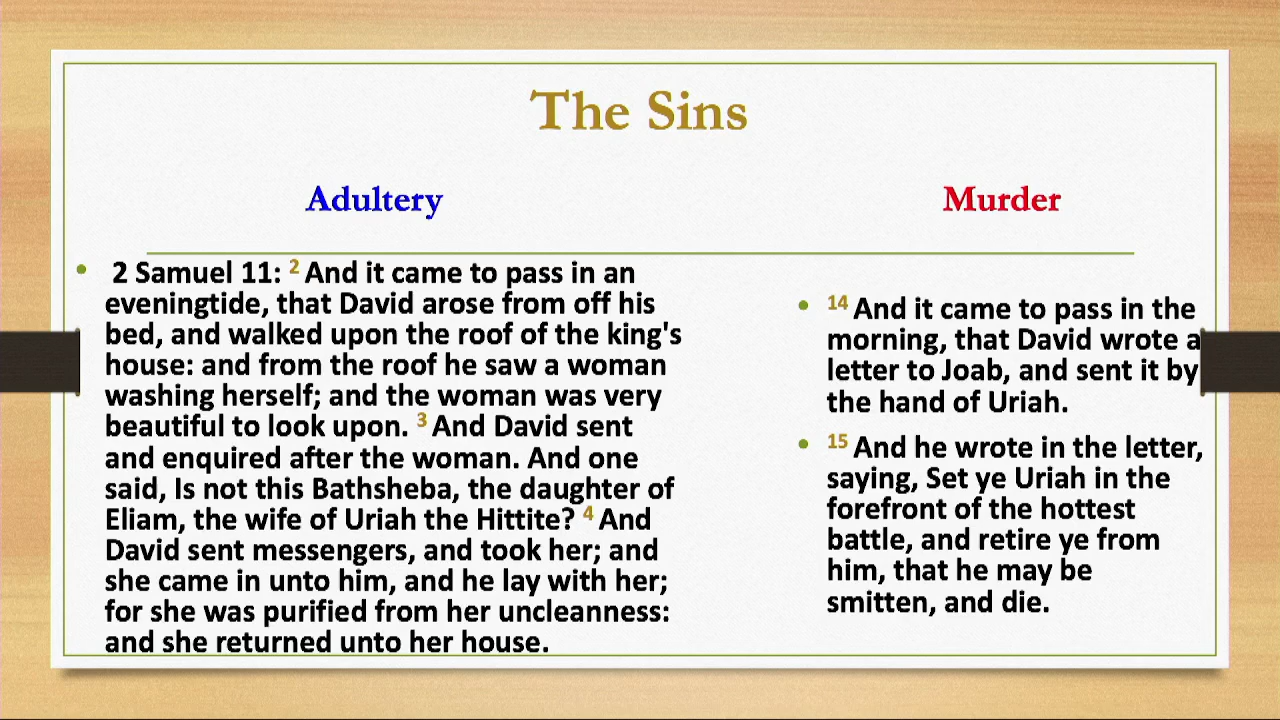 The Sins
Adultery
2 Samuel 11: 2 And it came to pass in an
eveningtide, that David arose from off his
bed, and walked upon the roof of the king's
house: and from the roof he saw a woman
washing herself; and the woman was very
beautiful to look upon. 3 And David sent
and enquired after the woman. And one
said, Is not this Bathsheba, the daughter of
Eliam, the wife of Uriah the Hittite? 4 And
David sent messengers, and took her; and
she came in unto him, and he lay with her;
for she was purified from her uncleanness:
and she returned unto her house.
Murder
14 And it came to pass in the
morning, that David wrote a
letter to Joab, and sent it by
the hand of Uriah.
15 And he wrote in the letter,
saying, Set ye Uriah in the
forefront of the hottest
battle, and retire ye from
him, that he may be
smitten, and die.